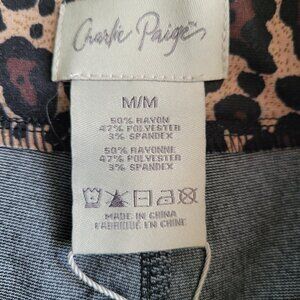 Charlie Paige
M/M
50% RAYON
47% POLYESTER
3% SPANDEX
50% RAYONNE
47% POLYESTER
3% SPANDEX
MADE IN CHINA
FABRIQUÉ EN CHINE